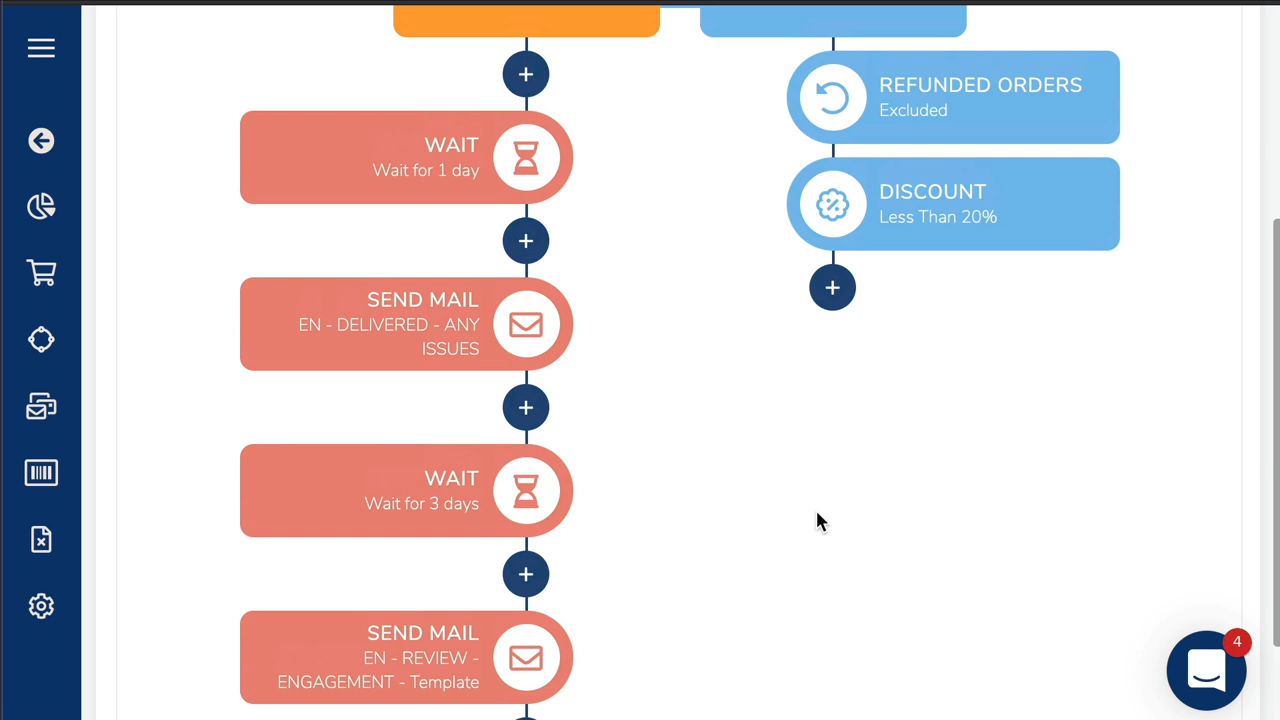 REFUNDED ORDERS
Excluded
WAIT
Wait for 1 day
DISCOUNT
Less Than 20%
SEND MAIL
EN - DELIVERED - ANY
ISSUES
WAIT
Wait for 3 days
SEND MAIL
EN - REVIEW -
ENGAGEMENT - Template
4